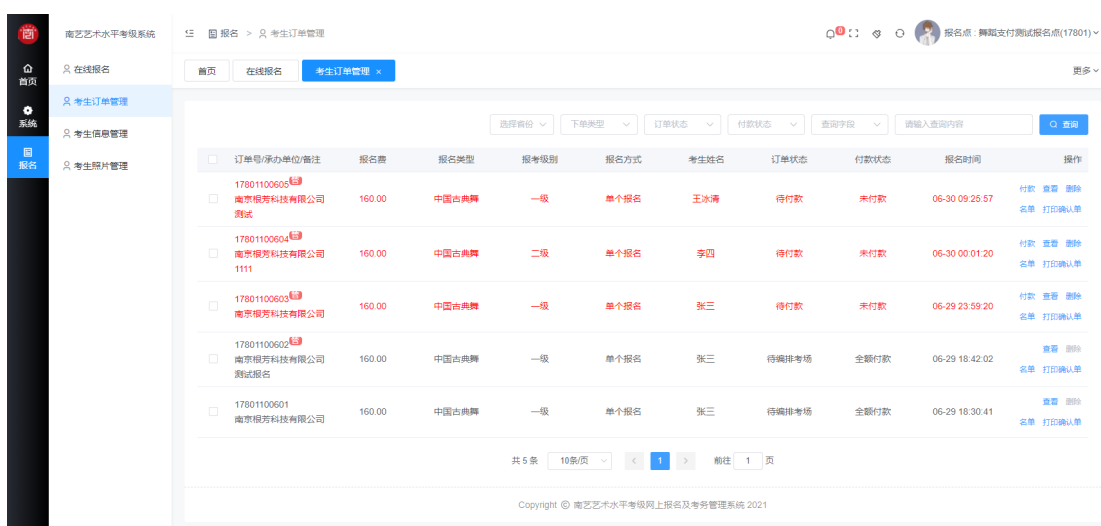 南艺艺术水平考级系统
报名 > 考生订单管理
0
报名点 : 舞蹈支付测试报名点(17801)
首页
系统
报名
在线报名
考生订单管理
考生信息管理
考生照片管理
首页 在线报名 考生订单管理 ×
更多
选择省份 下单类型 订单状态 付款状态 查询字段 请输入查询内容 查询
订单号/承办单位/备注 报名费 报名类型 报考级别 报名方式 考生姓名 订单状态 付款状态 报名时间 操作
17801100605
南京根芳科技有限公司 160.00 中国古典舞 一级 单个报名 王冰清 待付款 未付款 06-30 09:25:57
测试
付款 查看 删除
名单 打印确认单
17801100604
南京根芳科技有限公司 160.00 中国古典舞 二级 单个报名 李四 待付款 未付款 06-30 00:01:20
1111
付款 查看 删除
名单 打印确认单
17801100603
南京根芳科技有限公司 160.00 中国古典舞 一级 单个报名 张三 待付款 未付款 06-29 23:59:20
付款 查看 删除
名单 打印确认单
17801100602
南京根芳科技有限公司 160.00 中国古典舞 一级 单个报名 张三 待编排考场 全额付款 06-29 18:42:02
测试报名
查看 删除
名单 打印确认单
17801100601
南京根芳科技有限公司 160.00 中国古典舞 一级 单个报名 张三 待编排考场 全额付款 06-29 18:30:41
查看 删除
名单 打印确认单
共 5 条 10条/页 < 1 > 前往 1 页
Copyright © 南艺艺术水平考级网上报名及考务管理系统 2021